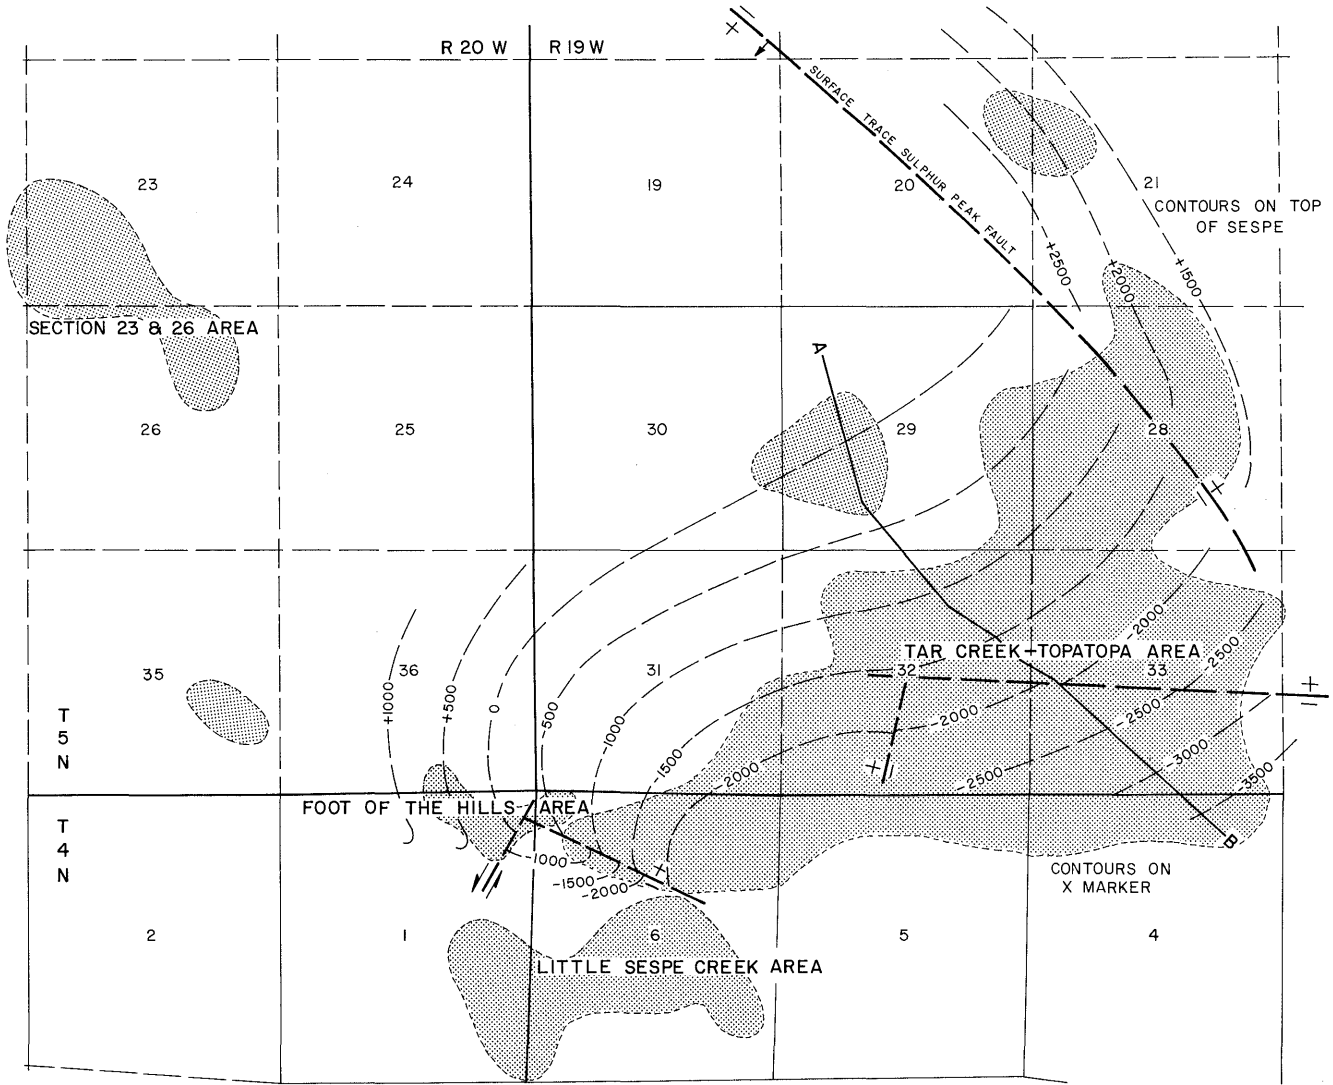 R 20 W
R 19 W
SURFACE TRACE SULPHUR PEAK FAULT
23
24
19
20
21
CONTOURS ON TOP
OF SESPE
+2500
+2000
+1500
SECTION 23 & 26 AREA
A
26
25
30
29
28
35
36
31
32
33
TAR CREEK-TOPATOPA AREA
-2000
-2500
T
5
N
+1000
+500
0
-500
-1000
-1500
-2000
-2000
-2500
-2500
-3000
-3500
FOOT OF THE HILLS AREA
T
4
N
-1000
-1500
-2000
B
CONTOURS ON
X MARKER
2
1
6
5
4
LITTLE SESPE CREEK AREA